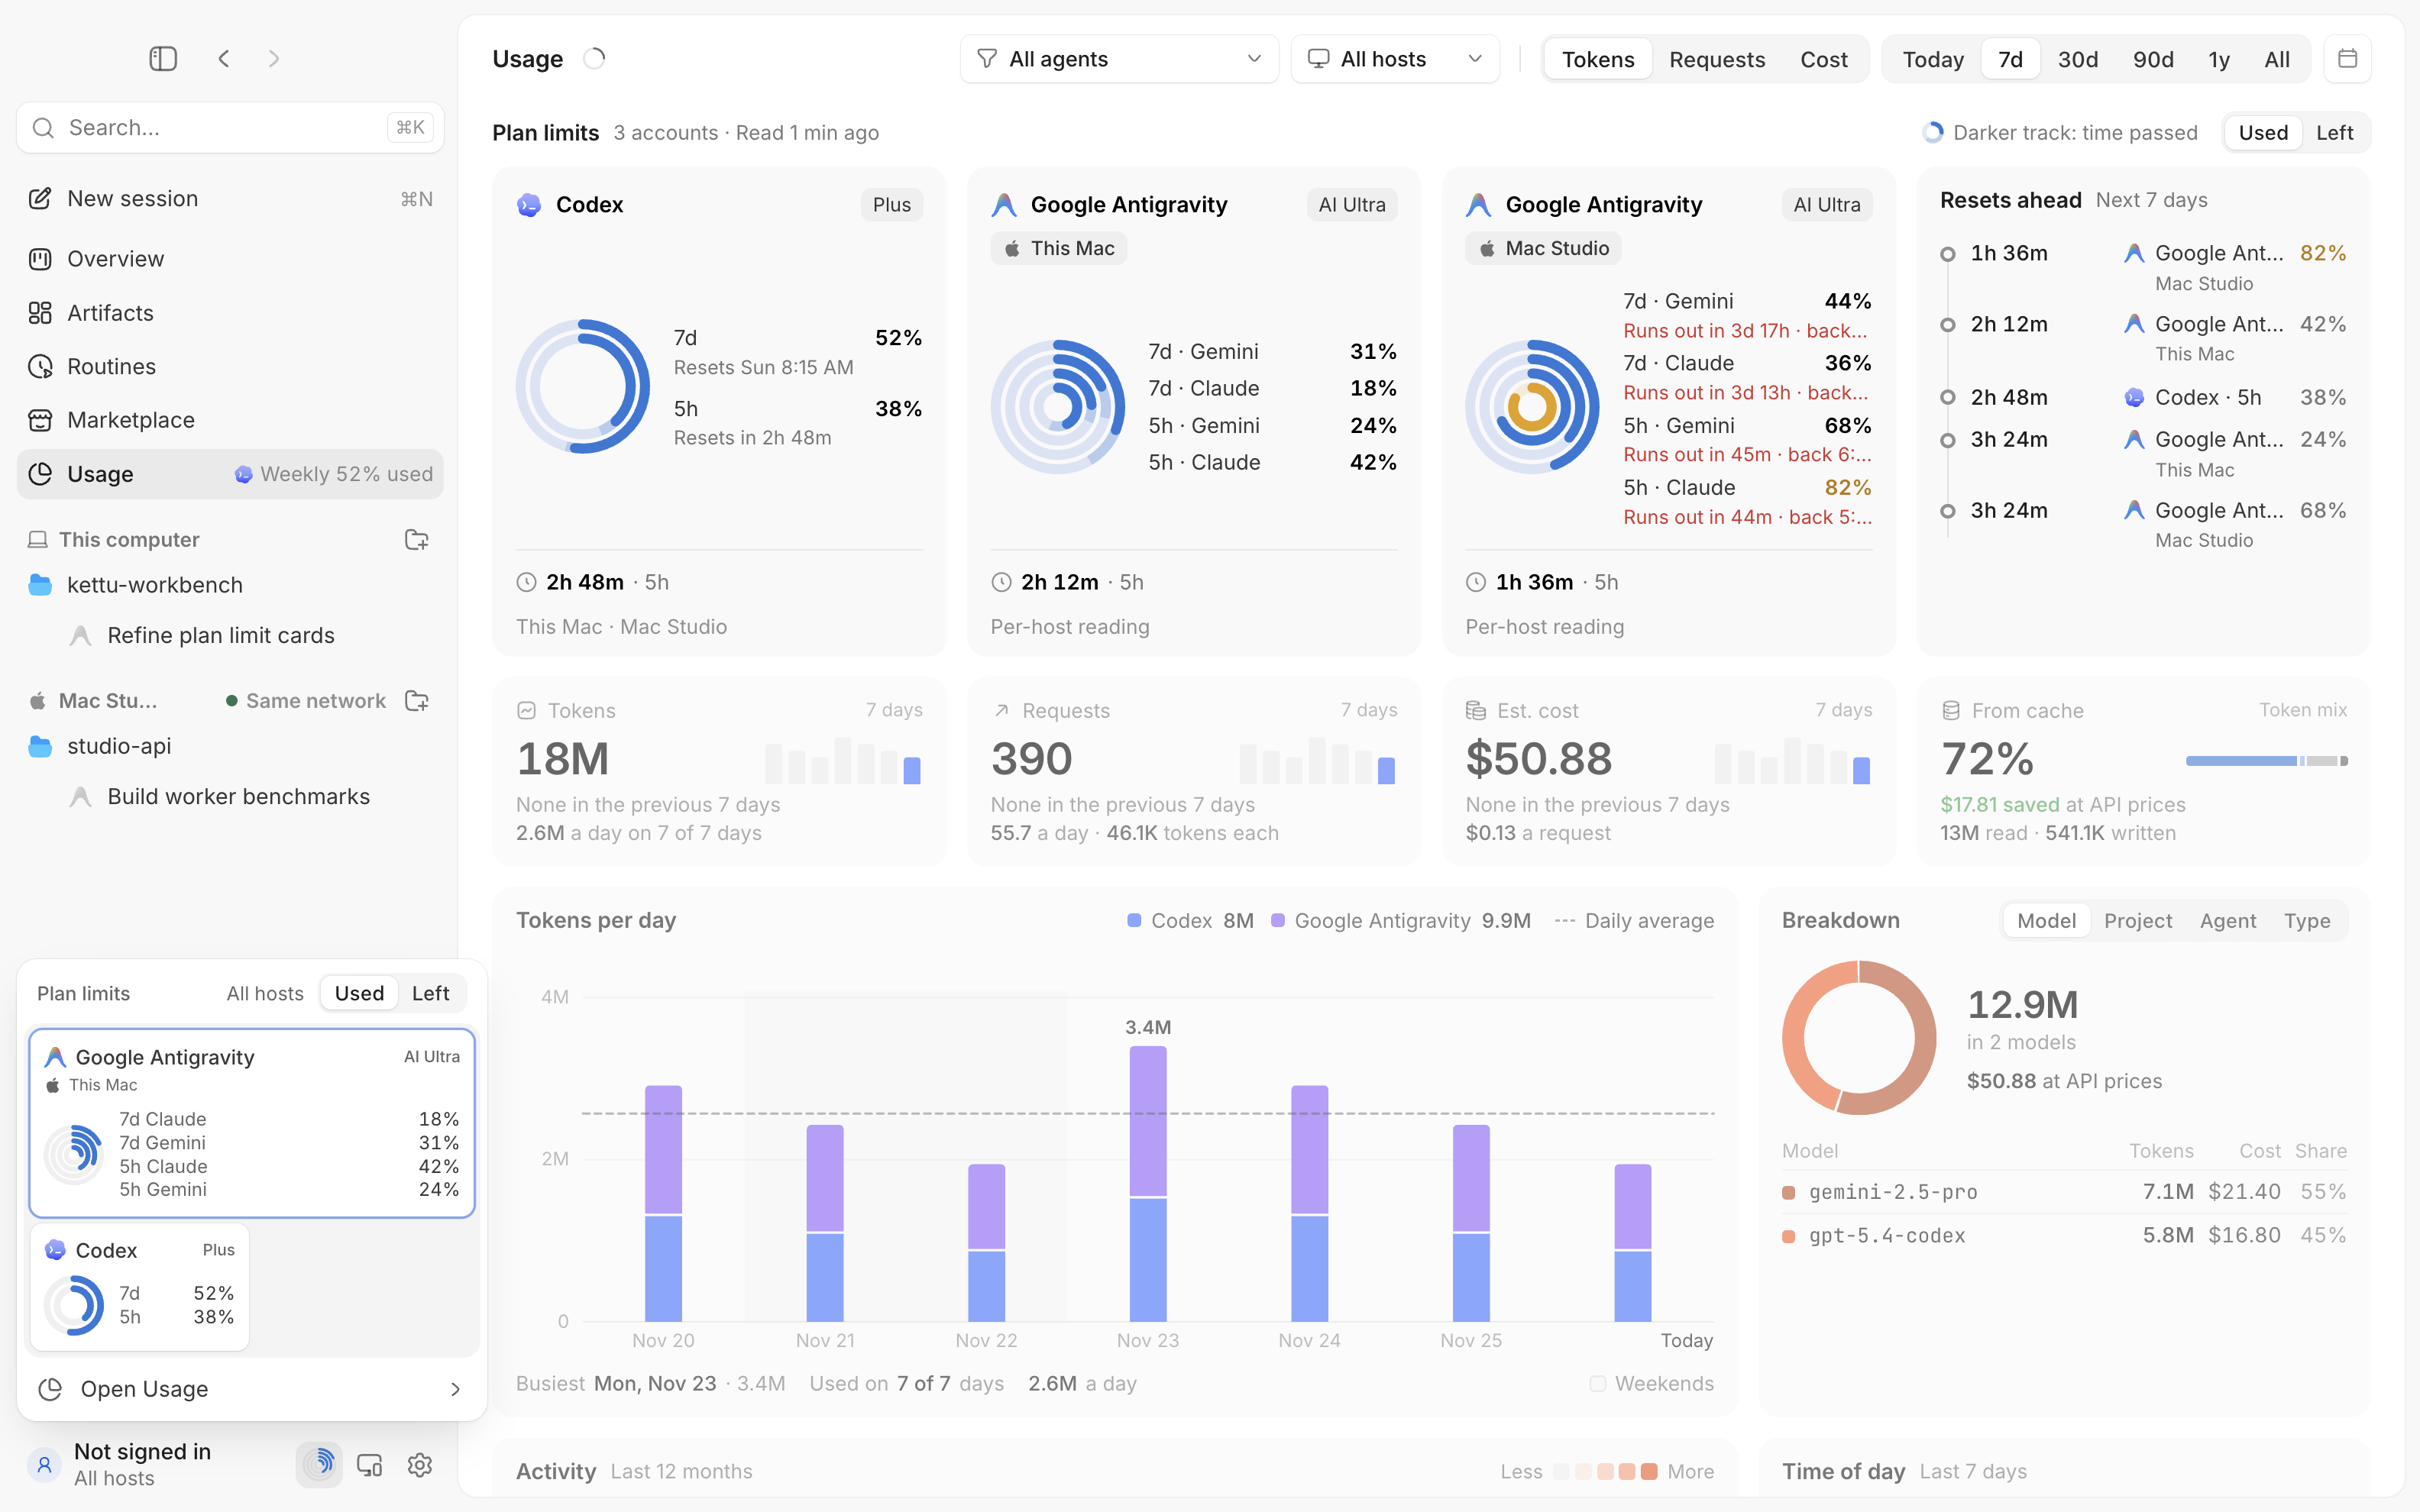 Search...
⌘K
New session
⌘N
Overview
Artifacts
Routines
Marketplace
Usage
Weekly 52% used
This computer
kettu-workbench
Refine plan limit cards
Mac Stu...
Same network
studio-api
Build worker benchmarks
Plan limits
All hosts
Used
Left
Google Antigravity
AI Ultra
This Mac
7d Claude 18%
7d Gemini 31%
5h Claude 42%
5h Gemini 24%
Codex
Plus
7d 52%
5h 38%
Open Usage
Not signed in
All hosts
Usage
All agents
All hosts
Tokens Requests Cost
Today 7d 30d 90d 1y All
Plan limits 3 accounts · Read 1 min ago
Darker track: time passed
Used Left
Codex
Plus
7d 52%
Resets Sun 8:15 AM
5h 38%
Resets in 2h 48m
2h 48m · 5h
This Mac · Mac Studio
Google Antigravity
AI Ultra
This Mac
7d · Gemini 31%
7d · Claude 18%
5h · Gemini 24%
5h · Claude 42%
2h 12m · 5h
Per-host reading
Google Antigravity
AI Ultra
Mac Studio
7d · Gemini 44%
Runs out in 3d 17h · back...
7d · Claude 36%
Runs out in 3d 13h · back...
5h · Gemini 68%
Runs out in 45m · back 6:...
5h · Claude 82%
Runs out in 44m · back 5:...
1h 36m · 5h
Per-host reading
Resets ahead Next 7 days
1h 36m Google Ant... 82%
Mac Studio
2h 12m Google Ant... 42%
This Mac
2h 48m Codex · 5h 38%
3h 24m Google Ant... 24%
This Mac
3h 24m Google Ant... 68%
Mac Studio
Tokens 7 days
18M
None in the previous 7 days
2.6M a day on 7 of 7 days
Requests 7 days
390
None in the previous 7 days
55.7 a day · 46.1K tokens each
Est. cost 7 days
$50.88
None in the previous 7 days
$0.13 a request
From cache Token mix
72%
$17.81 saved at API prices
13M read · 541.1K written
Tokens per day
Codex 8M Google Antigravity 9.9M Daily average
4M
3.4M
2M
0
Nov 20 Nov 21 Nov 22 Nov 23 Nov 24 Nov 25 Today
Busiest Mon, Nov 23 · 3.4M Used on 7 of 7 days 2.6M a day
Weekends
Breakdown
Model Project Agent Type
12.9M
in 2 models
$50.88 at API prices
Model Tokens Cost Share
gemini-2.5-pro 7.1M $21.40 55%
gpt-5.4-codex 5.8M $16.80 45%
Activity Last 12 months
Less More
Time of day Last 7 days